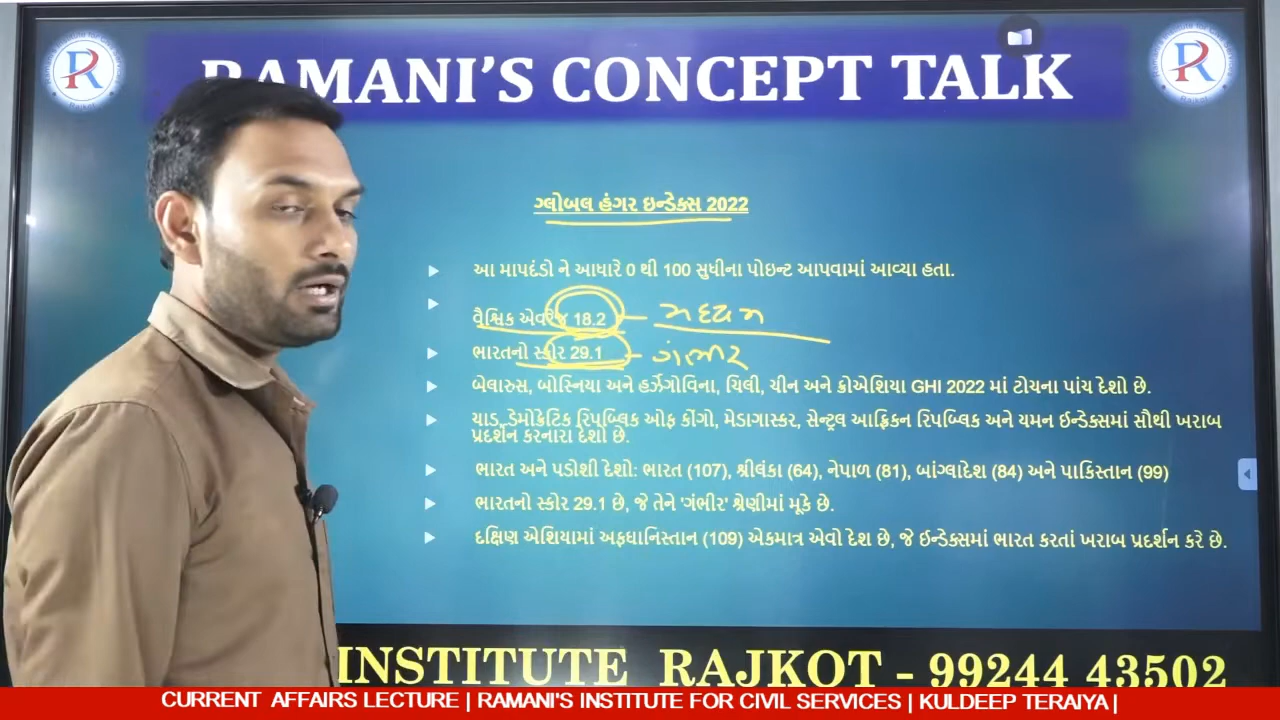 RAMANI'S CONCEPT TALK
ગ્લોબલ હંગર ઇન્ડેક્સ 2022
આ માપદંડો ને આધારે 0 થી 100 સુધીના પોઇન્ટ આપવામાં આવ્યા હતા.
વૈશ્વિક એવરેજ 18.2 – મધ્યમ
ભારતનો સ્કોર 29.1 – ગંભીર
બેલારુસ, બોસ્નિયા અને હર્ઝેગોવિના, ચિલી, ચીન અને ક્રોએશિયા GHI 2022 માં ટોચના પાંચ દેશો છે.
ચાડ, ડેમોક્રેટિક રિપબ્લિક ઓફ કોંગો, મેડાગાસ્કર, સેન્ટ્રલ આફ્રિકન રિપબ્લિક અને યમન ઈન્ડેક્સમાં સૌથી ખરાબ
પ્રદર્શન કરનારા દેશો છે.
ભારત અને પડોશી દેશો: ભારત (107), શ્રીલંકા (64), નેપાળ (81), બાંગ્લાદેશ (84) અને પાકિસ્તાન (99)
ભારતનો સ્કોર 29.1 છે, જે તેને 'ગંભીર' શ્રેણીમાં મૂકે છે.
દક્ષિણ એશિયામાં અફઘાનિસ્તાન (109) એકમાત્ર એવો દેશ છે, જે ઈન્ડેક્સમાં ભારત કરતાં ખરાબ પ્રદર્શન કરે છે.
INSTITUTE RAJKOT - 99244 43502
CURRENT AFFAIRS LECTURE | RAMANI'S INSTITUTE FOR CIVIL SERVICES | KULDEEP TERAIYA |